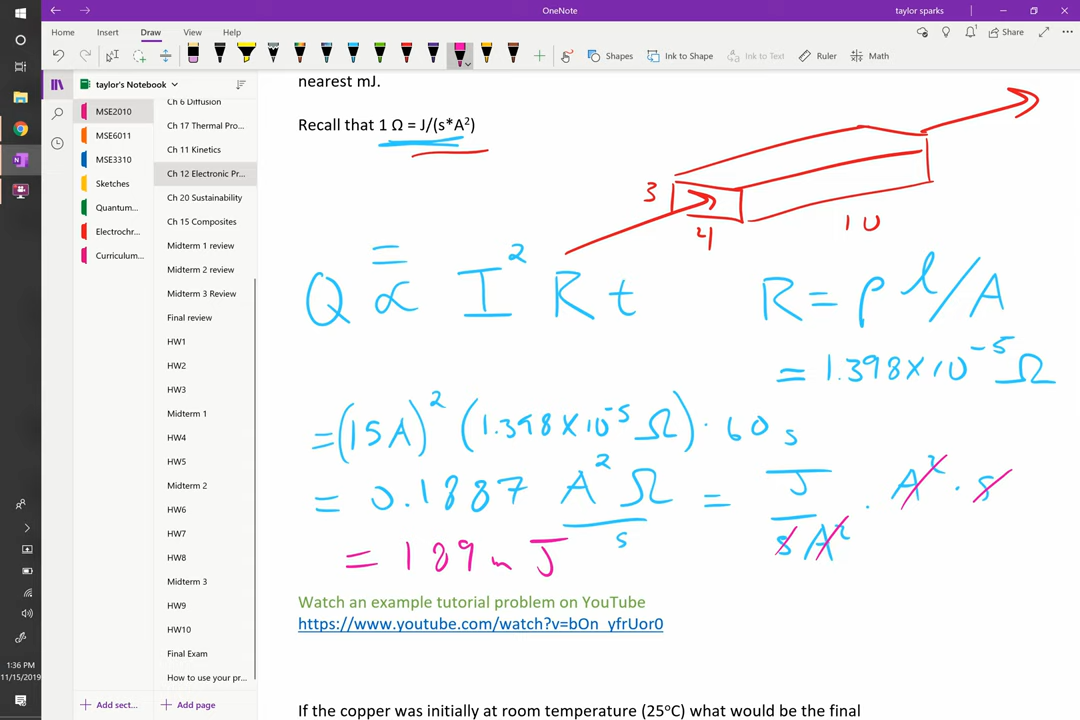 OneNote
taylor sparks
Home Insert Draw View Help
Share
Shapes Ink to Shape Ink to Text Ruler Math
taylor's Notebook
MSE2010
MSE6011
MSE3310
Sketches
Quantum...
Electrochr...
Curriculum...
Add sect...
Ch 6 Diffusion
Ch 17 Thermal Pro...
Ch 11 Kinetics
Ch 12 Electronic Pr...
Ch 20 Sustainability
Ch 15 Composites
Midterm 1 review
Midterm 2 review
Midterm 3 Review
Final review
HW1
HW2
HW3
Midterm 1
HW4
HW5
Midterm 2
HW6
HW7
HW8
Midterm 3
HW9
HW10
Final Exam
How to use your pr...
Add page
nearest mJ.
Recall that 1 Ω = J/(s*A²)
3
4
10
Q ∝ I² R t
=
R = ρ l/A
= 1.398×10⁻⁵ Ω
= (15A)² (1.398×10⁻⁵ Ω) · 60 s
= 0.1887 A² Ω / s = J / s A² · A² · s
= 189 m J
Watch an example tutorial problem on YouTube
https://www.youtube.com/watch?v=bOn_yfrUor0
If the copper was initially at room temperature (25°C) what would be the final
1:36 PM
11/15/2019